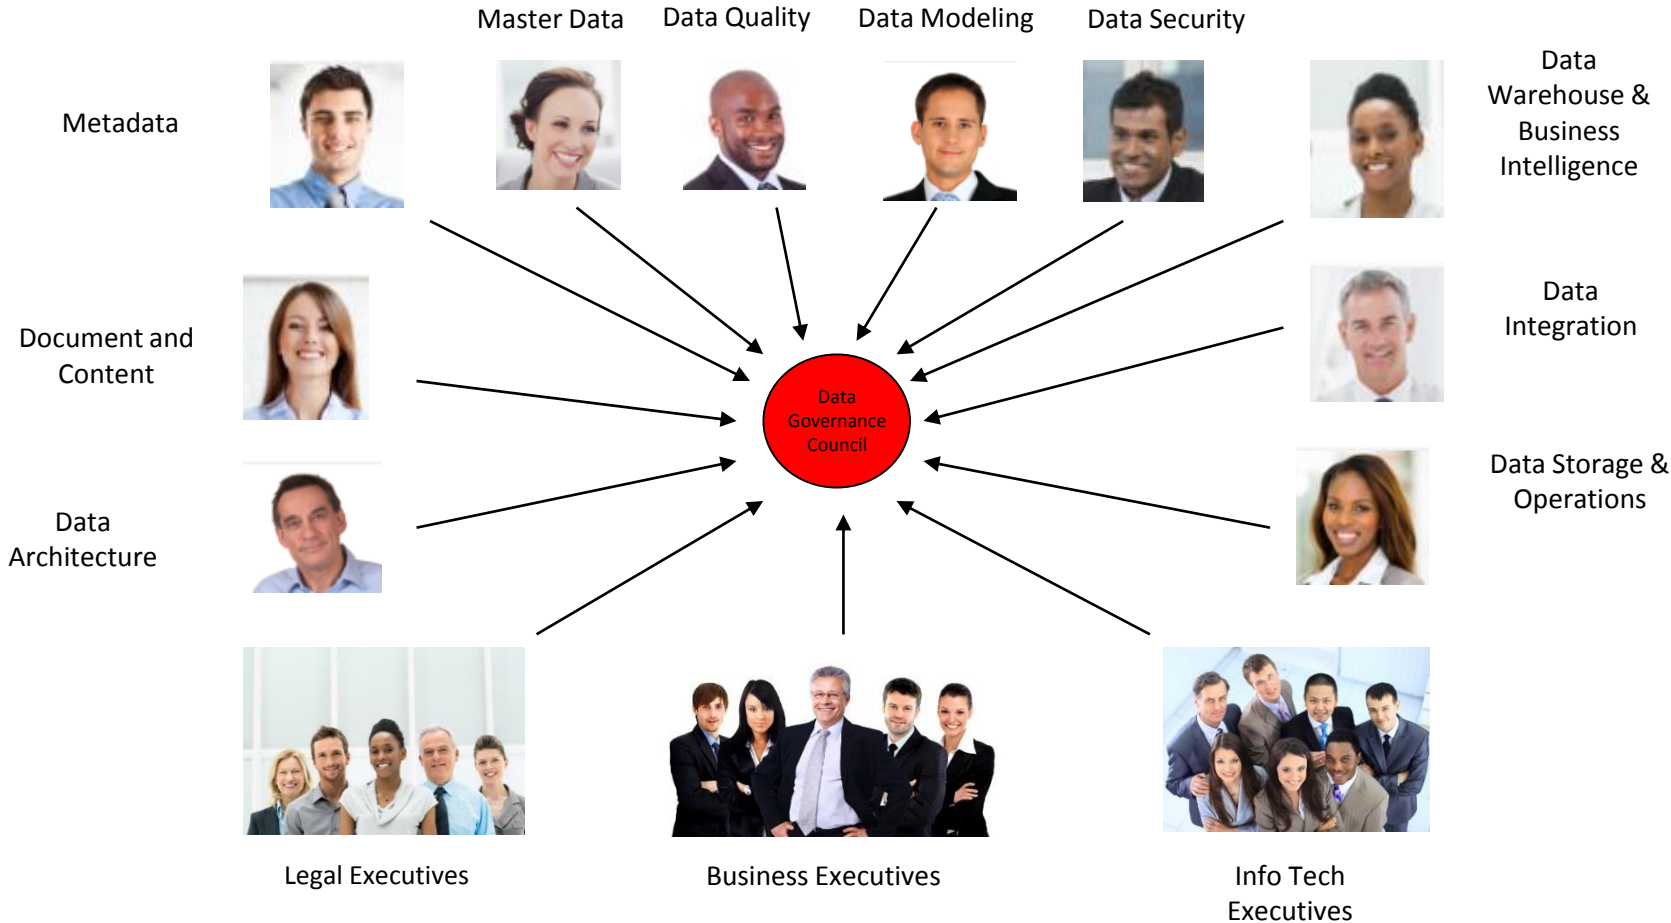 Master Data
Data Quality
Data Modeling
Data Security
Data
Warehouse &
Business
Intelligence
Metadata
Data
Integration
Document and
Content
Data
Governance
Council
Data Storage &
Operations
Data
Architecture
Legal Executives
Business Executives
Info Tech
Executives